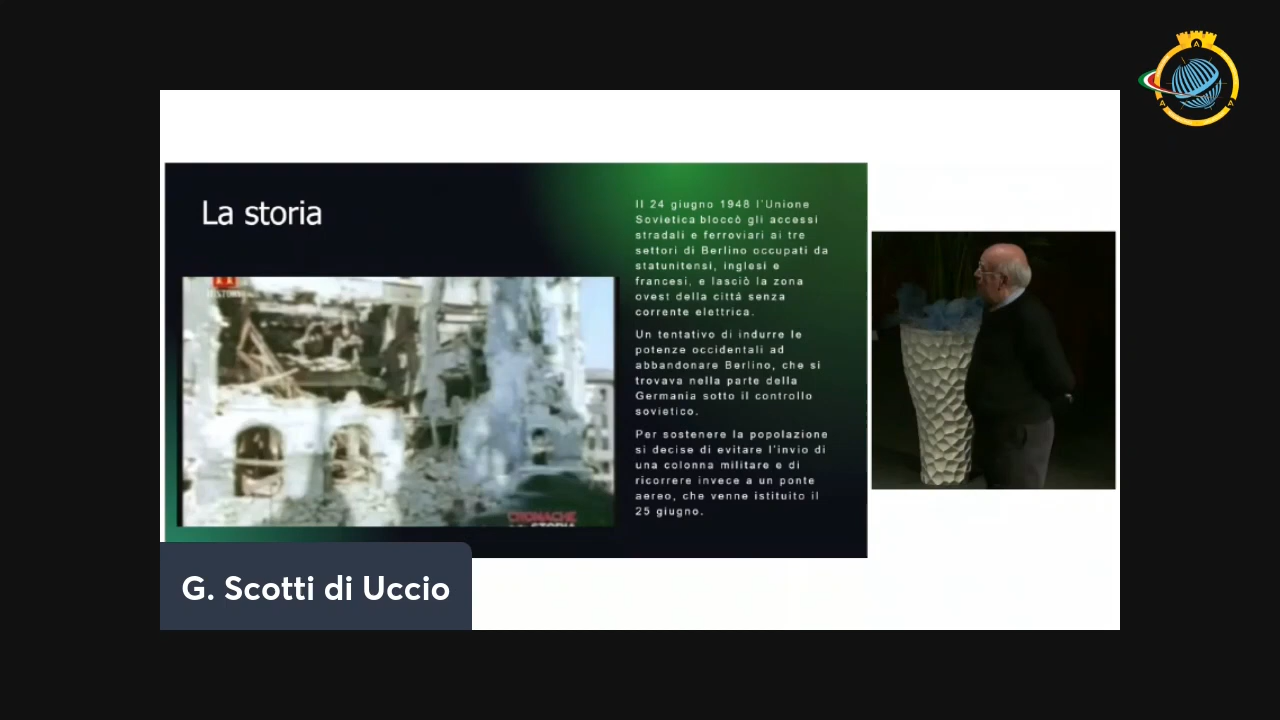 La storia
Il 24 giugno 1948 l'Unione
Sovietica bloccò gli accessi
stradali e ferroviari ai tre
settori di Berlino occupati da
statunitensi, inglesi e
francesi, e lasciò la zona
ovest della città senza
corrente elettrica.
Un tentativo di indurre le
potenze occidentali ad
abbandonare Berlino, che si
trovava nella parte della
Germania sotto il controllo
sovietico.
Per sostenere la popolazione
si decise di evitare l'invio di
una colonna militare e di
ricorrere invece a un ponte
aereo, che venne istituito il
25 giugno.
CRONACHE
STORIA
G. Scotti di Uccio